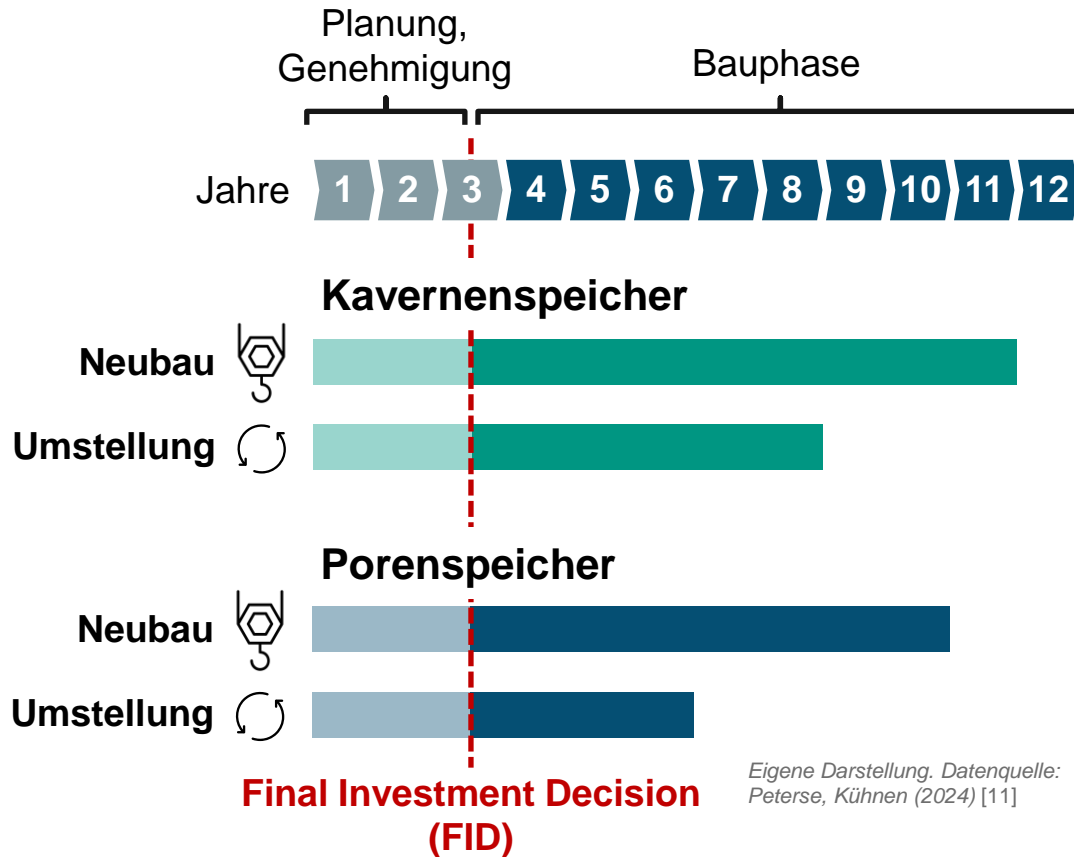 Planung,
Genehmigung
Bauphase
Jahre 1 2 3 4 5 6 7 8 9 10 11 12
Kavernenspeicher
Neubau
Umstellung
Porenspeicher
Neubau
Umstellung
Final Investment Decision
(FID)
Eigene Darstellung. Datenquelle:
Peterse, Kühnen (2024) [11]